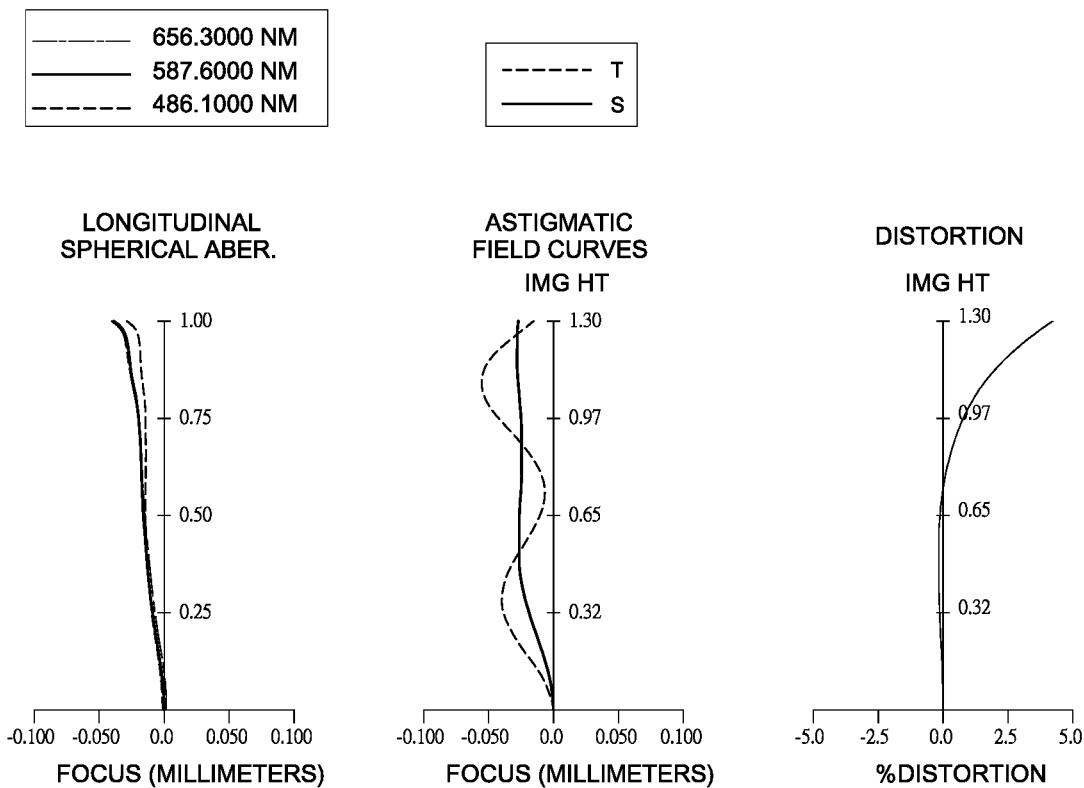 656.3000 NM
587.6000 NM
486.1000 NM
T
S
LONGITUDINAL
SPHERICAL ABER.
1.00
0.75
0.50
0.25
-0.100 -0.050 0.0 0.050 0.100
FOCUS (MILLIMETERS)
ASTIGMATIC
FIELD CURVES
IMG HT
1.30
0.97
0.65
0.32
-0.100 -0.050 0.0 0.050 0.100
FOCUS (MILLIMETERS)
DISTORTION
IMG HT
1.30
0.97
0.65
0.32
-5.0 -2.5 0.0 2.5 5.0
%DISTORTION